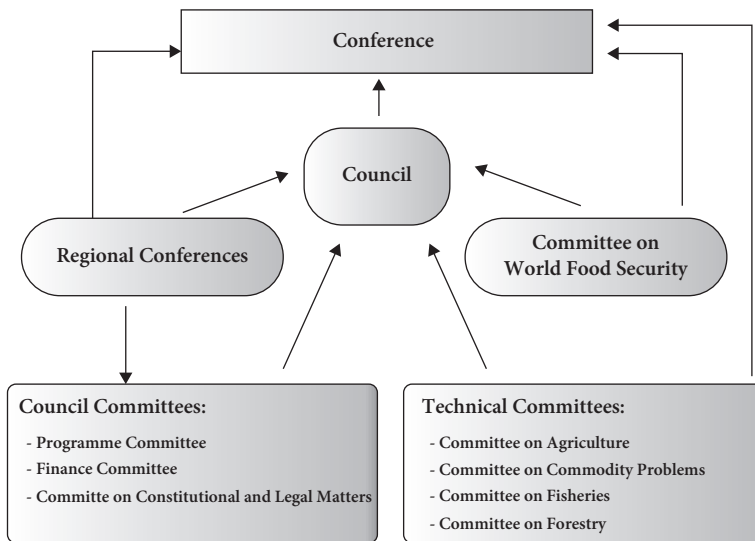 Conference
Council
Regional Conferences
Committee on
World Food Security
Council Committees:
- Programme Committee
- Finance Committee
- Committe on Constitutional and Legal Matters
Technical Committees:
- Committee on Agriculture
- Committee on Commodity Problems
- Committee on Fisheries
- Committee on Forestry